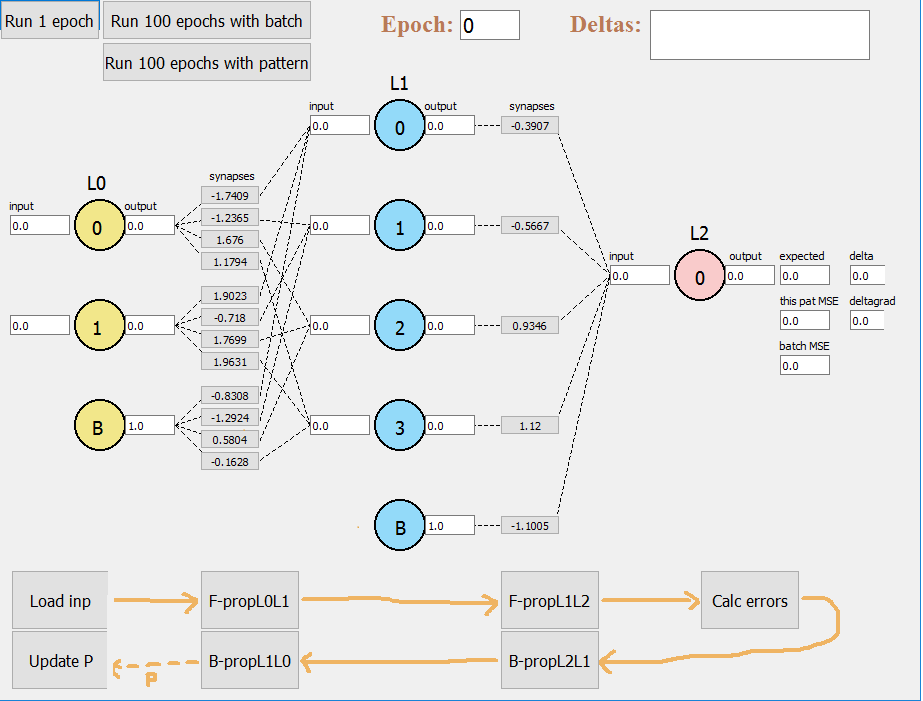 Run 1 epoch
Run 100 epochs with batch
Epoch: 0
Deltas:
Run 100 epochs with pattern
L1
input
output
synapses
0.0
0
0.0
-0.3907
L0
synapses
input
output
-1.7409
0.0
0
0.0
-1.2365
1.676
1.1794
0.0
1
0.0
-0.5667
L2
input
output
expected
delta
0.0
0
0.0
0.0
0.0
this pat MSE
deltagrad
0.0
0.0
batch MSE
0.0
1.9023
0.0
1
0.0
-0.718
1.7699
1.9631
0.0
2
0.0
0.9346
-0.8308
B
1.0
-1.2924
0.5804
-0.1628
0.0
3
0.0
1.12
B
1.0
-1.1005
Load inp
F-propL0L1
F-propL1L2
Calc errors
Update P
P
B-propL1L0
B-propL2L1